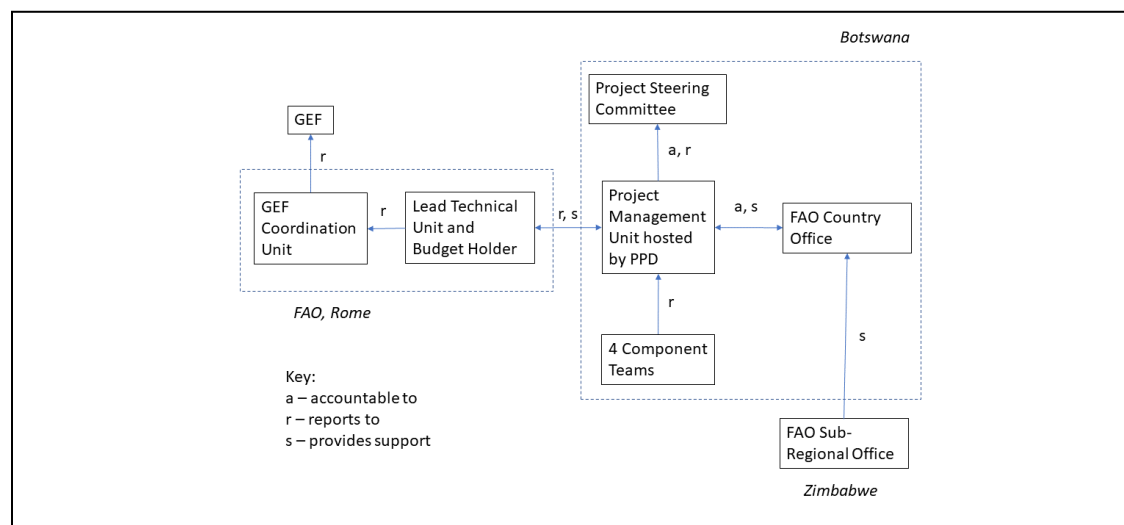 Botswana
Project Steering
Committee
GEF
r
a, r
GEF
Coordination
Unit
r
Lead Technical
Unit and
Budget Holder
r, s
Project
Management
Unit hosted
by PPD
a, s
FAO Country
Office
FAO, Rome
r
4 Component
Teams
s
Key:
a – accountable to
r – reports to
s – provides support
FAO Sub-
Regional Office
Zimbabwe